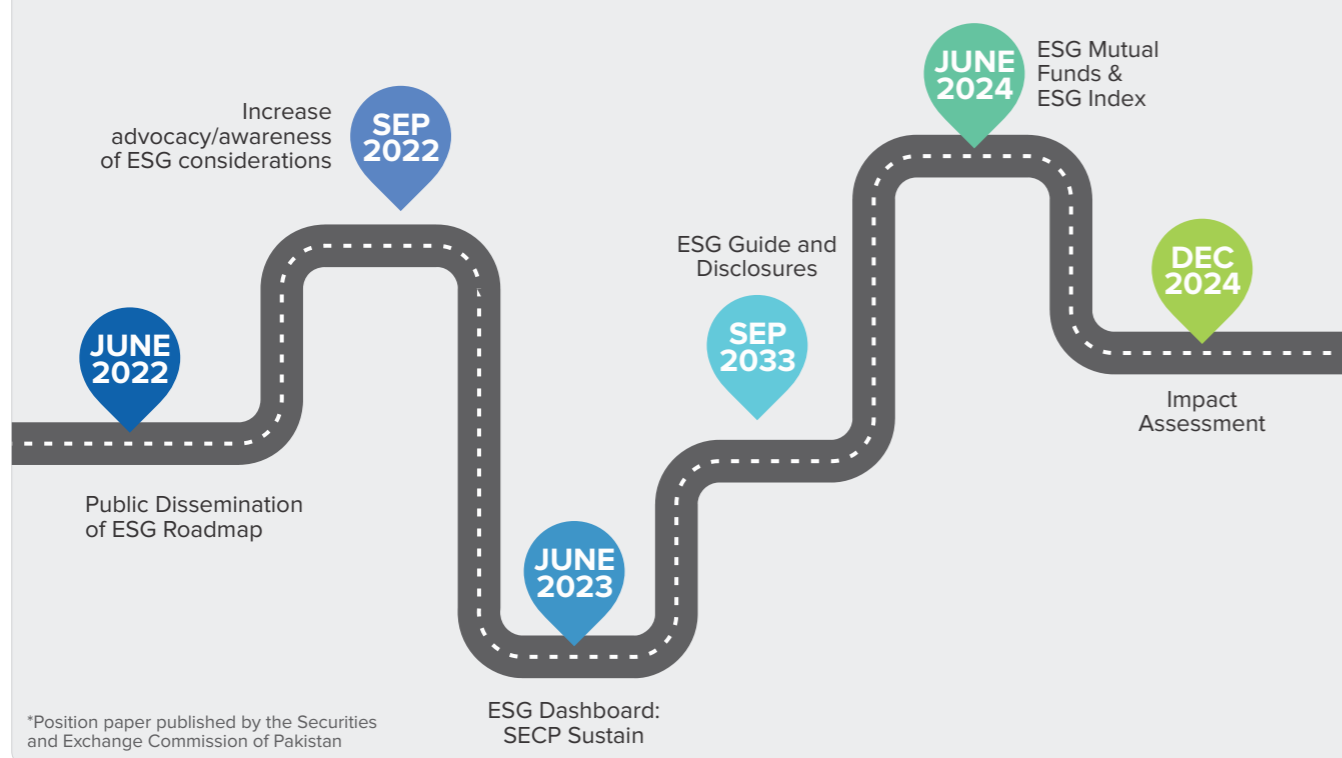 JUNE
2022
Public Dissemination
of ESG Roadmap
Increase
advocacy/awareness
of ESG considerations
SEP
2022
JUNE
2023
ESG Dashboard:
SECP Sustain
ESG Guide and
Disclosures
SEP
2033
JUNE
2024
ESG Mutual
Funds &
ESG Index
DEC
2024
Impact
Assessment
*Position paper published by the Securities
and Exchange Commission of Pakistan